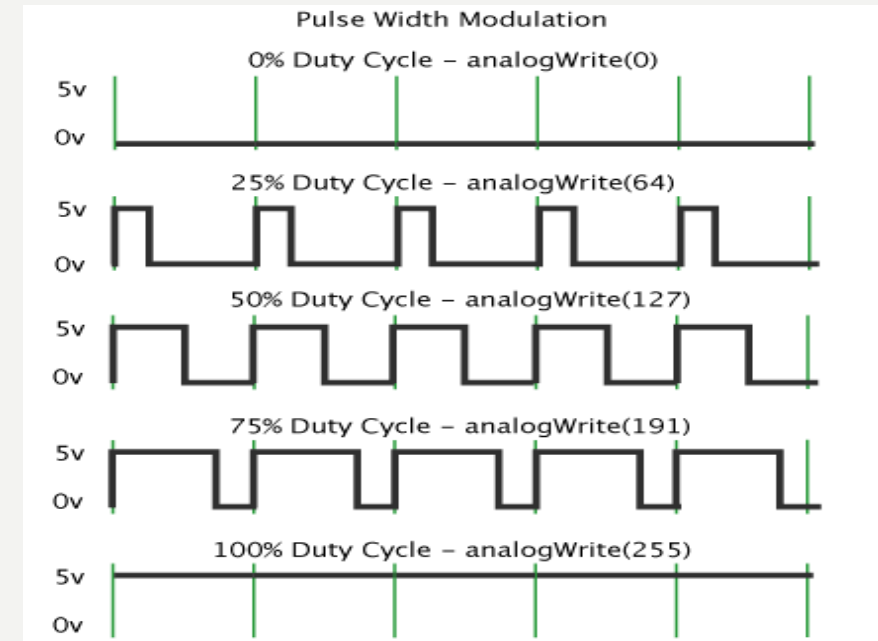 Pulse Width Modulation
0% Duty Cycle – analogWrite(0)
5v
0v
25% Duty Cycle – analogWrite(64)
5v
0v
50% Duty Cycle – analogWrite(127)
5v
0v
75% Duty Cycle – analogWrite(191)
5v
0v
100% Duty Cycle – analogWrite(255)
5v
0v